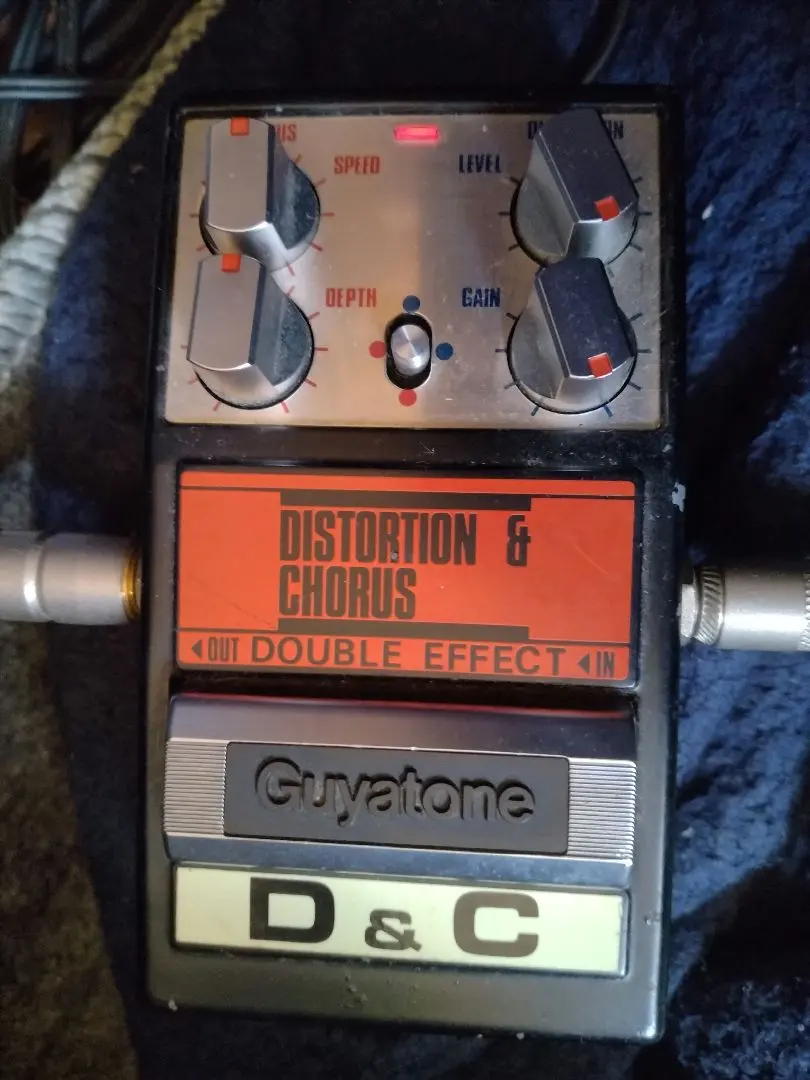 SPEED
LEVEL
DEPTH
GAIN
DISTORTION &
CHORUS
OUT DOUBLE EFFECT IN
Guyatone
D & C